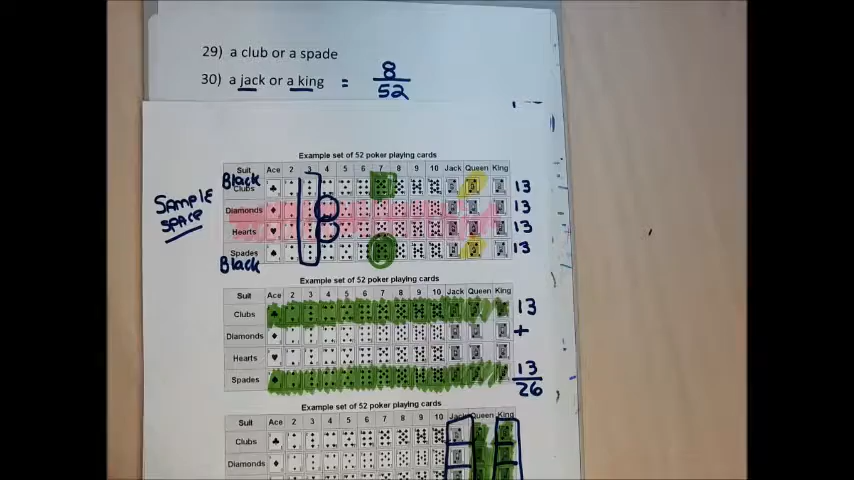 29) a club or a spade
30) a jack or a king = 8/52
Example set of 52 poker playing cards
Suit Ace 2 3 4 5 6 7 8 9 10 Jack Queen King
Black
Clubs 13
SAMPLE SPACE
Diamonds 13
Hearts 13
Spades 13
Black
Example set of 52 poker playing cards
Suit Ace 2 3 4 5 6 7 8 9 10 Jack Queen King
Clubs 13
Diamonds +
Hearts
Spades 13
26
Example set of 52 poker playing cards
Suit Ace 2 3 4 5 6 7 8 9 10 Jack Queen King
Clubs
Diamonds